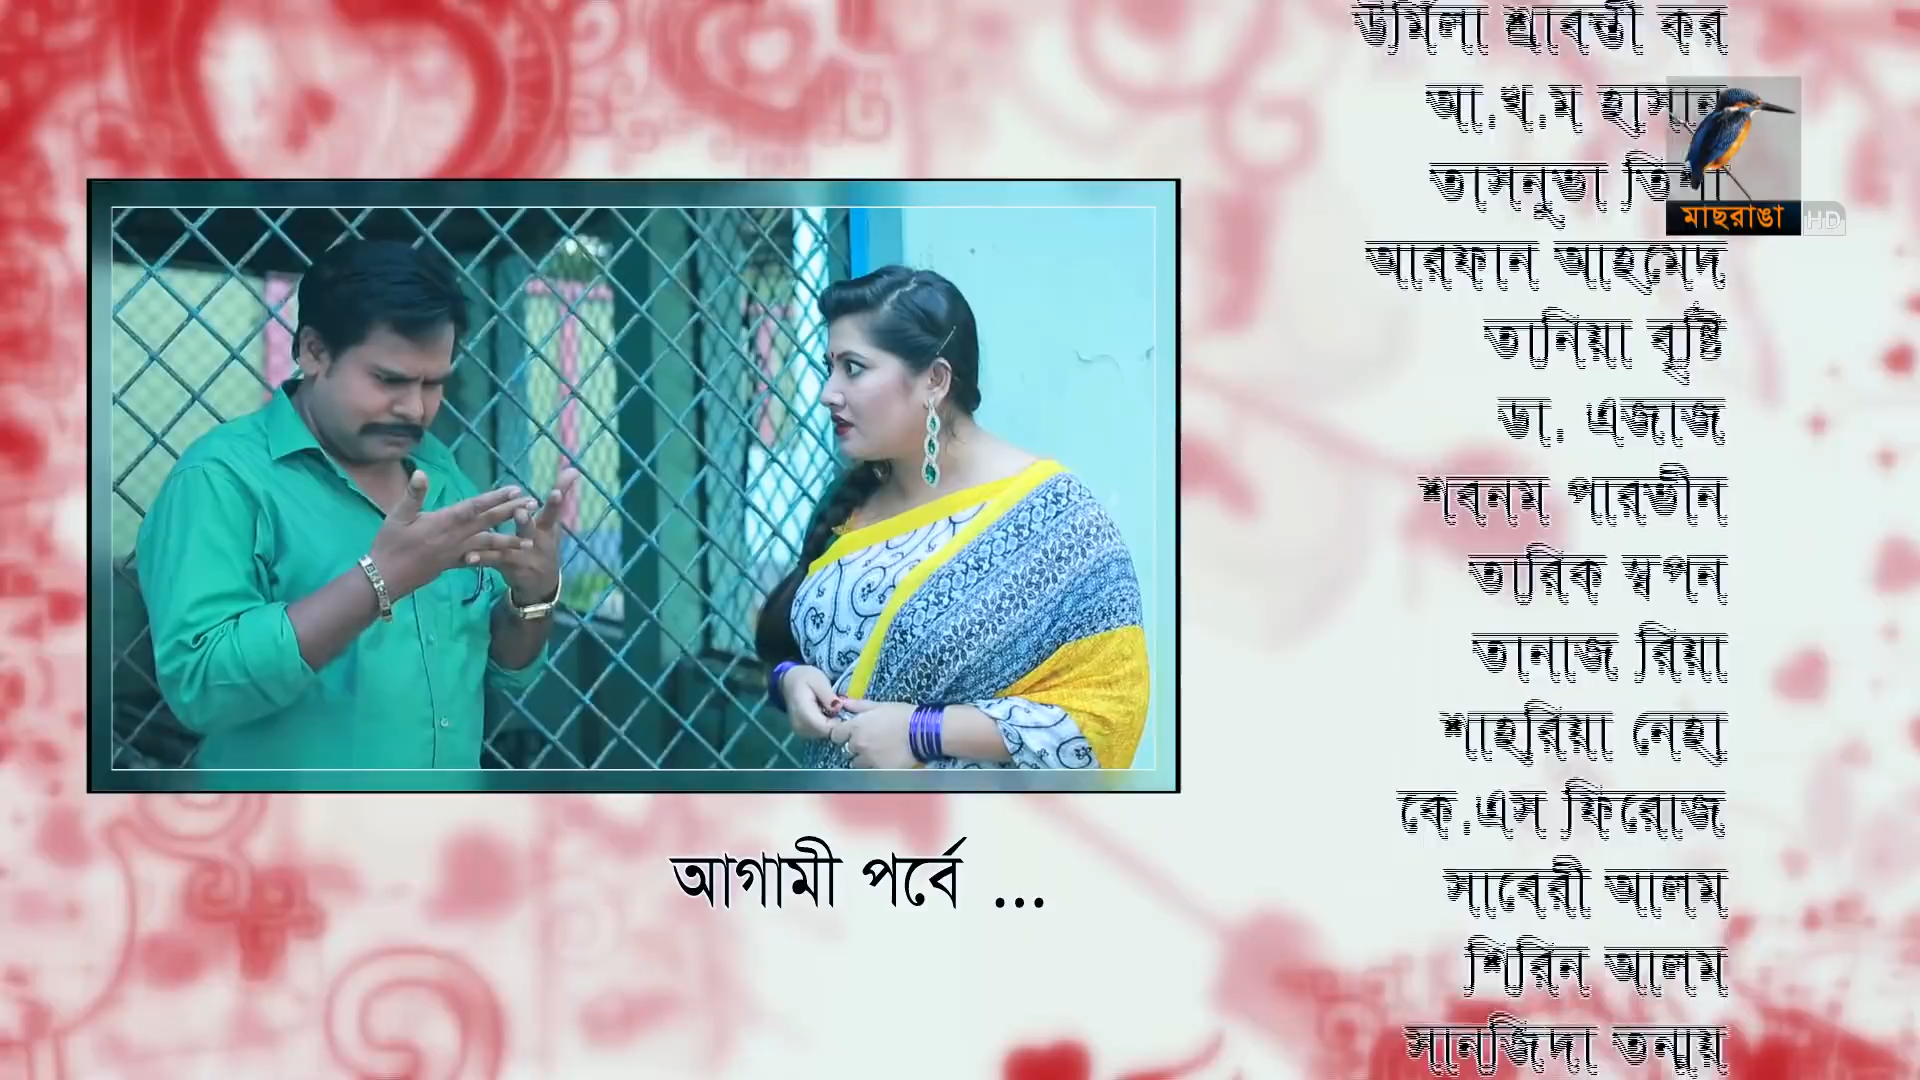 উর্মিলা শ্রাবন্তী কর
আ.খ.ম হাসান
তাসনুভা তিশা
আরফান আহমেদ
তানিয়া বৃষ্টি
ডা. এজাজ
শবনম পারভীন
তারিক স্বপন
তানাজ রিয়া
শাহরিয়া নেহা
কে.এস ফিরোজ
সাবেরী আলম
শিরিন আলম
সানজিদা তন্ময়
মাছরাঙা HD
আগামী পর্বে ...